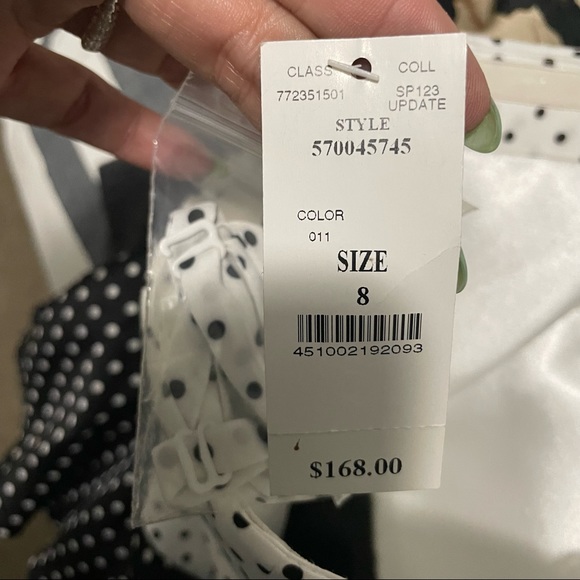 CLASS COLL
772351501 SP123
UPDATE
STYLE
570045745
COLOR
011
SIZE
8
451002192093
$168.00